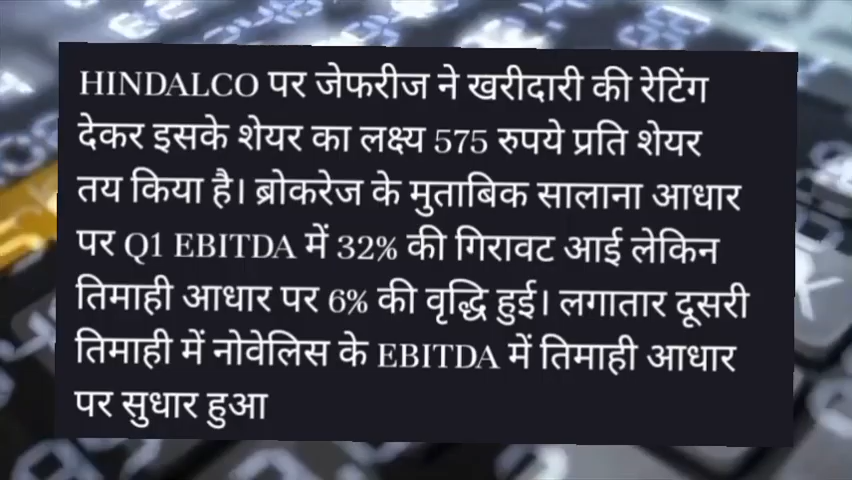 HINDALCO पर जेफरीज ने खरीदारी की रेटिंग
देकर इसके शेयर का लक्ष्य 575 रुपये प्रति शेयर
तय किया है। ब्रोकरेज के मुताबिक सालाना आधार
पर Q1 EBITDA में 32% की गिरावट आई लेकिन
तिमाही आधार पर 6% की वृद्धि हुई। लगातार दूसरी
तिमाही में नोवेलिस के EBITDA में तिमाही आधार
पर सुधार हुआ